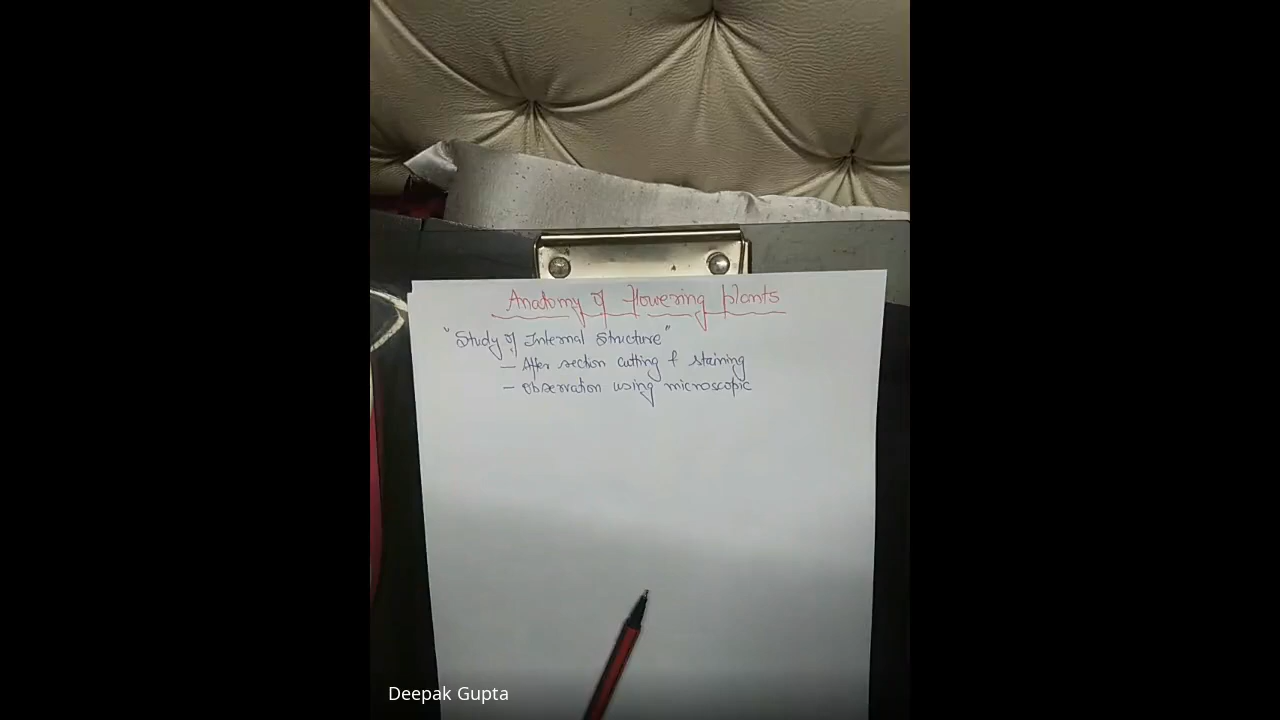 Anatomy of flowering plants
"Study of Internal Structure"
— After section cutting & staining
— Observation using microscopic
Deepak Gupta